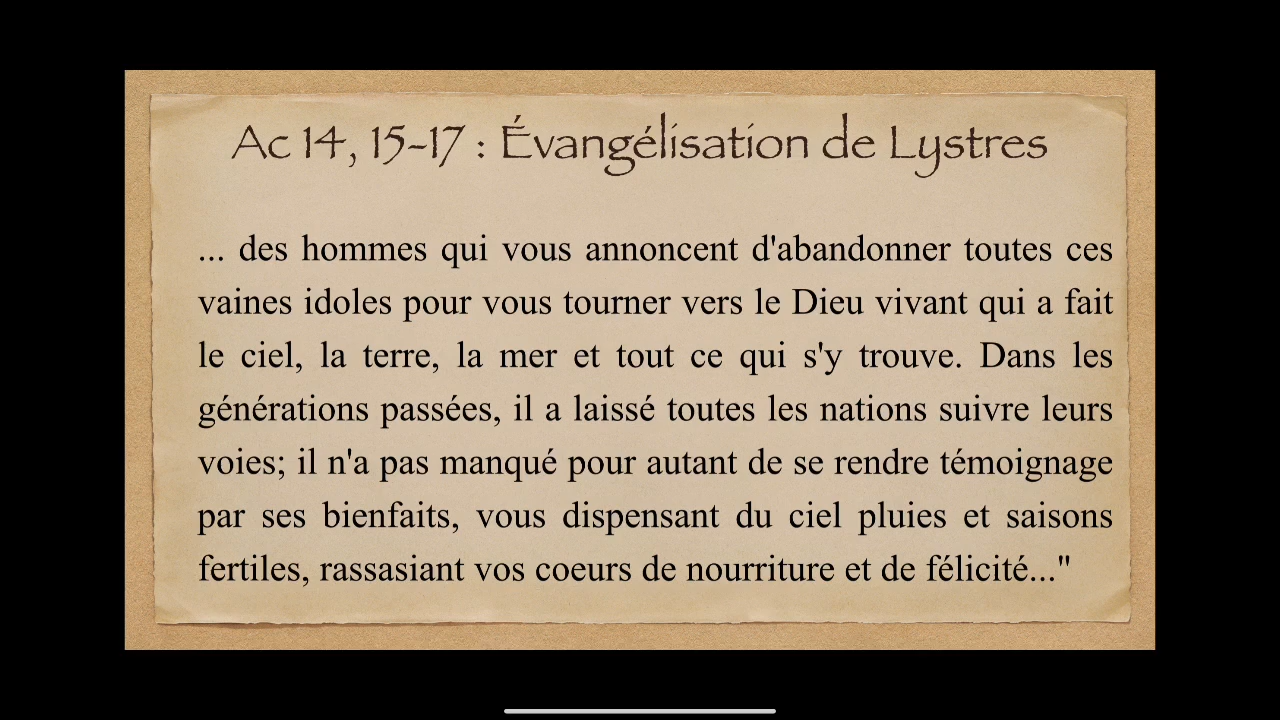 Ac 14, 15-17 : Évangélisation de Lystres
... des hommes qui vous annoncent d'abandonner toutes ces
vaines idoles pour vous tourner vers le Dieu vivant qui a fait
le ciel, la terre, la mer et tout ce qui s'y trouve. Dans les
générations passées, il a laissé toutes les nations suivre leurs
voies; il n'a pas manqué pour autant de se rendre témoignage
par ses bienfaits, vous dispensant du ciel pluies et saisons
fertiles, rassasiant vos coeurs de nourriture et de félicité..."